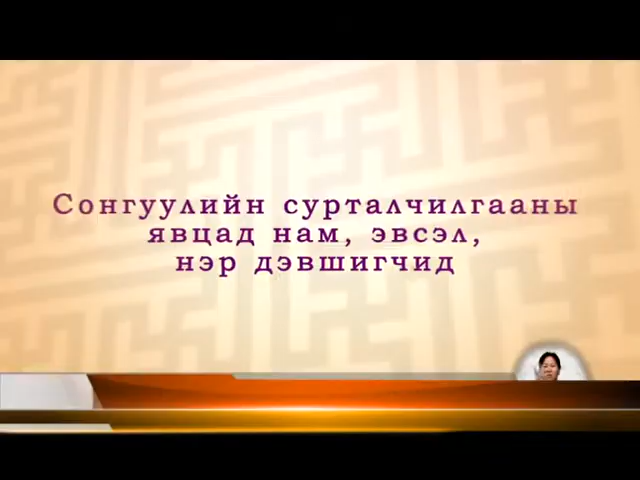 Сонгуулийн сурталчилгааны
явцад нам, эвсэл,
нэр дэвшигчид